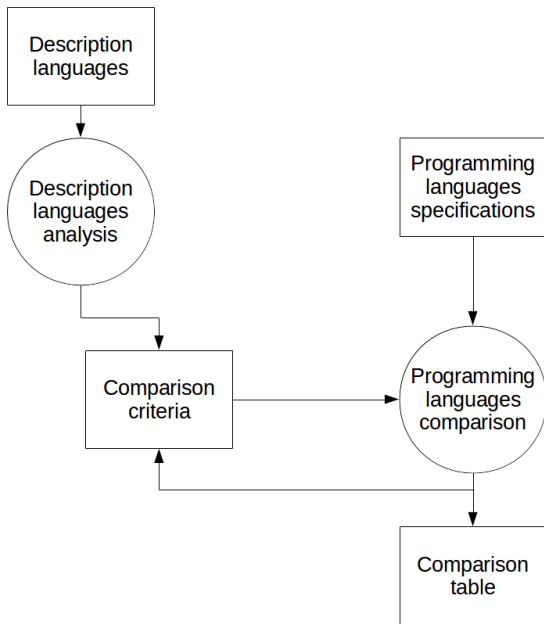 Description
languages
Description
languages
analysis
Programming
languages
specifications
Comparison
criteria
Programming
languages
comparison
Comparison
table